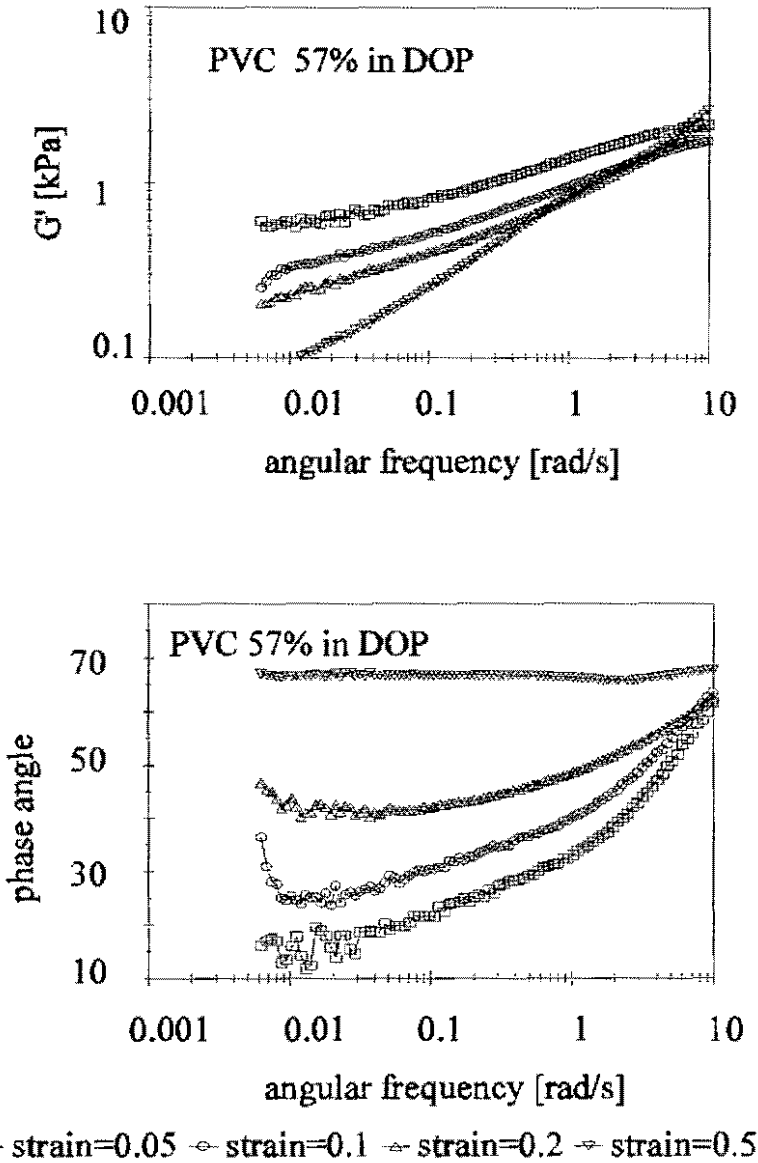 10
PVC 57% in DOP
G' [kPa]
1
0.1
0.001 0.01 0.1 1 10
angular frequency [rad/s]
PVC 57% in DOP
70
50
phase angle
30
10
0.001 0.01 0.1 1 10
angular frequency [rad/s]
strain=0.05 strain=0.1 strain=0.2 strain=0.5